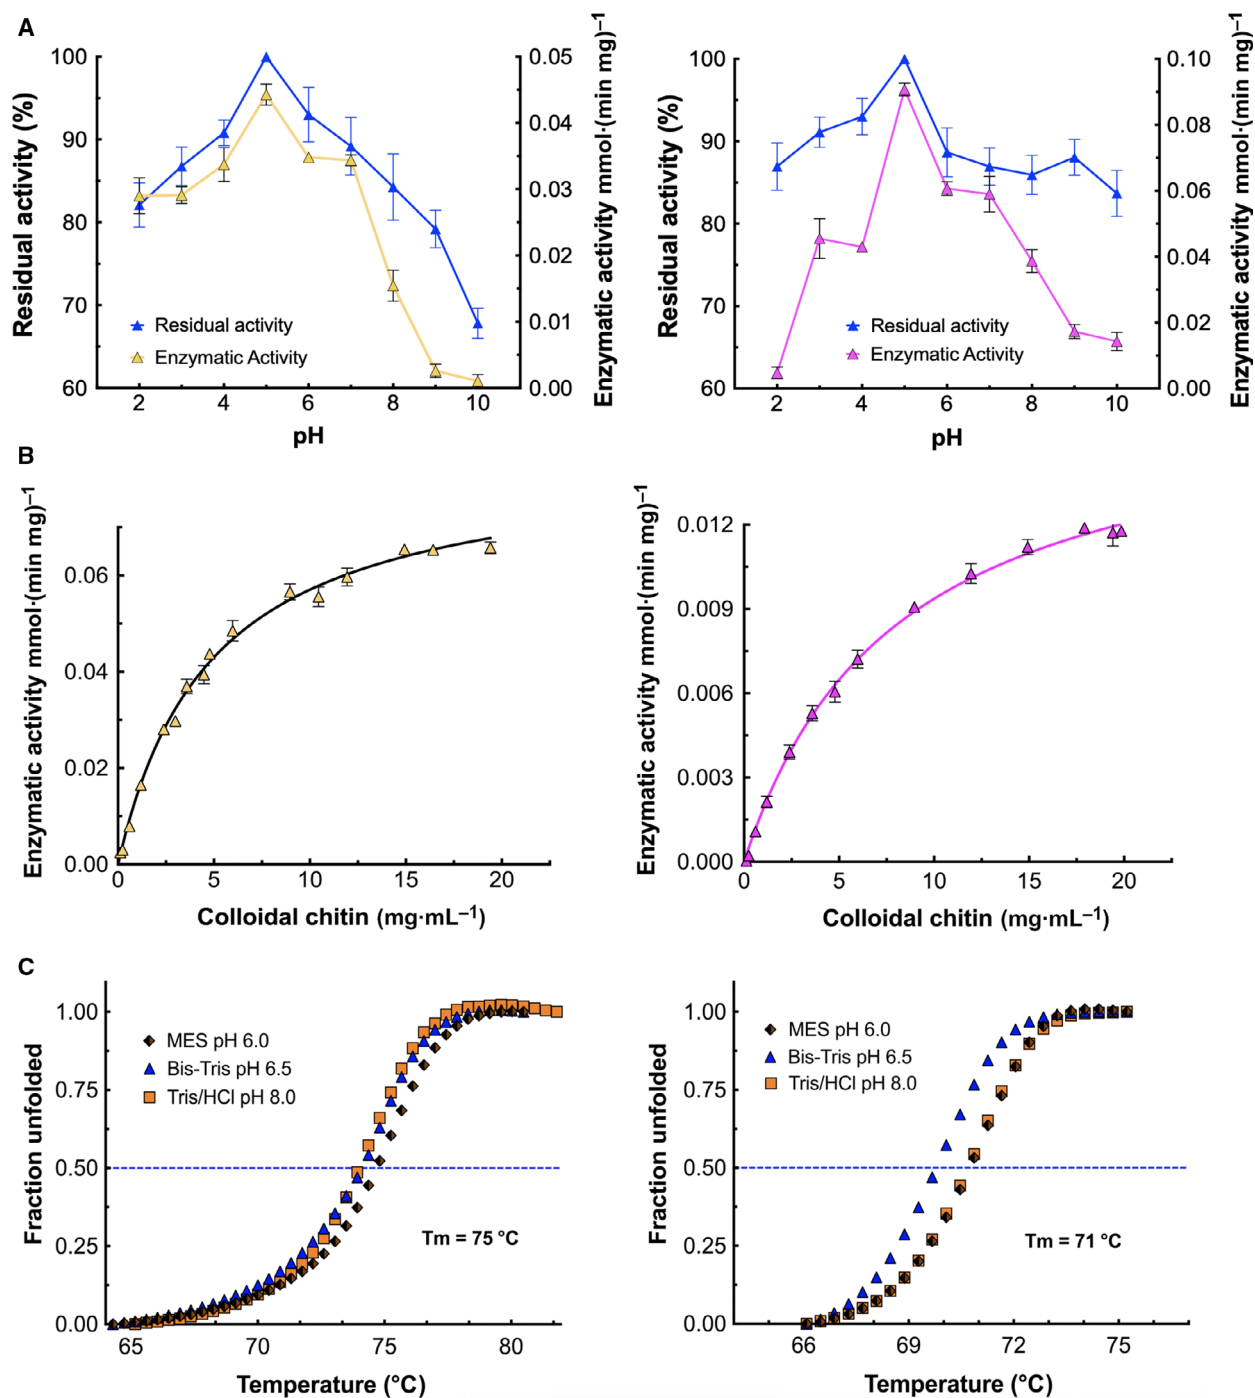 A
Residual activity (%)
100
90
80
70
60
0.05
0.04
0.03
0.02
0.01
0.00
Enzymatic activity mmol·(min mg)⁻¹
Residual activity
Enzymatic Activity
2 4 6 8 10
pH
Residual activity (%)
100
90
80
70
60
0.10
0.08
0.06
0.04
0.02
0.00
Enzymatic activity mmol·(min mg)⁻¹
Residual activity
Enzymatic Activity
2 4 6 8 10
pH
B
Enzymatic activity mmol·(min mg)⁻¹
0.06
0.04
0.02
0.00
0 5 10 15 20
Colloidal chitin (mg·mL⁻¹)
Enzymatic activity mmol·(min mg)⁻¹
0.012
0.009
0.006
0.003
0.000
0 5 10 15 20
Colloidal chitin (mg·mL⁻¹)
C
Fraction unfolded
1.00
0.75
0.50
0.25
0.00
MES pH 6.0
Bis-Tris pH 6.5
Tris/HCl pH 8.0
Tm = 75 °C
65 70 75 80
Temperature (°C)
Fraction unfolded
1.00
0.75
0.50
0.25
0.00
MES pH 6.0
Bis-Tris pH 6.5
Tris/HCl pH 8.0
Tm = 71 °C
66 69 72 75
Temperature (°C)